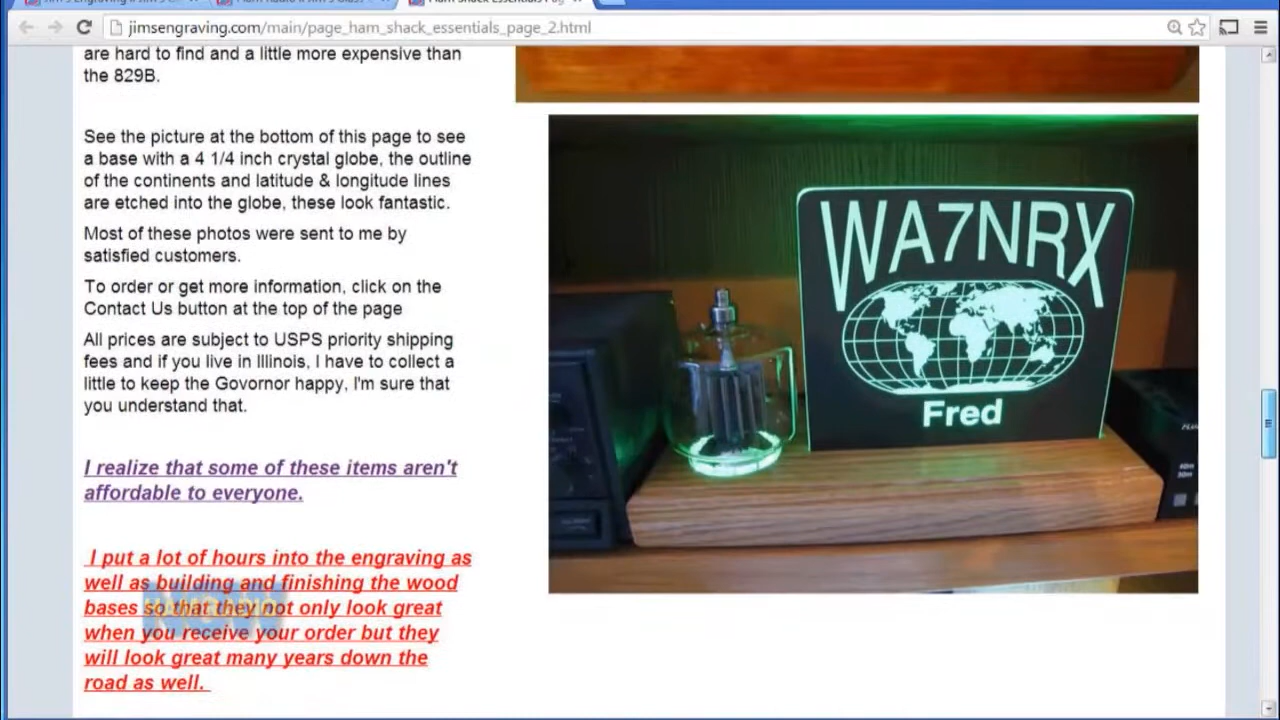 jimsengraving.com/main/page_ham_shack_essentials_page_2.html
are hard to find and a little more expensive than
the 829B.
See the picture at the bottom of this page to see
a base with a 4 1/4 inch crystal globe, the outline
of the continents and latitude & longitude lines
are etched into the globe, these look fantastic.
Most of these photos were sent to me by
satisfied customers.
To order or get more information, click on the
Contact Us button at the top of the page
All prices are subject to USPS priority shipping
fees and if you live in Illinois, I have to collect a
little to keep the Govornor happy, I'm sure that
you understand that.
I realize that some of these items aren't
affordable to everyone.
I put a lot of hours into the engraving as
well as building and finishing the wood
bases so that they not only look great
when you receive your order but they
will look great many years down the
road as well.
WA7NRX
Fred